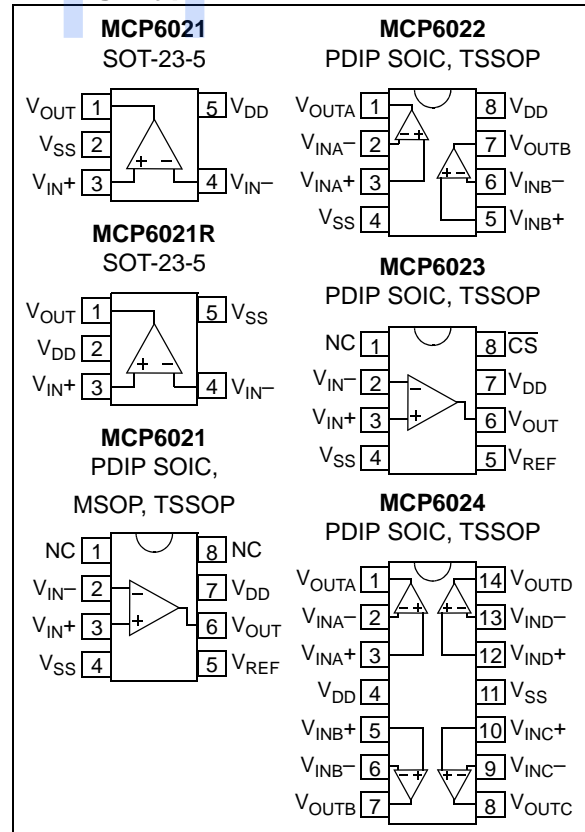 MCP6021
SOT-23-5
VOUT 1
5 VDD
VSS 2
VIN+ 3
4 VIN–
+ –
MCP6021R
SOT-23-5
VOUT 1
5 VSS
VDD 2
VIN+ 3
4 VIN–
+ –
MCP6021
PDIP SOIC,
MSOP, TSSOP
NC 1
8 NC
VIN– 2
7 VDD
VIN+ 3
6 VOUT
VSS 4
5 VREF
–
+
MCP6022
PDIP SOIC, TSSOP
VOUTA 1
8 VDD
VINA– 2
7 VOUTB
VINA+ 3
6 VINB–
VSS 4
5 VINB+
– +
+ –
MCP6023
PDIP SOIC, TSSOP
NC 1
8 CS
VIN– 2
7 VDD
VIN+ 3
6 VOUT
VSS 4
5 VREF
–
+
MCP6024
PDIP SOIC, TSSOP
VOUTA 1
14 VOUTD
VINA– 2
13 VIND–
VINA+ 3
12 VIND+
VDD 4
11 VSS
VINB+ 5
10 VINC+
VINB– 6
9 VINC–
VOUTB 7
8 VOUTC
– +
+ –
– +
+ –